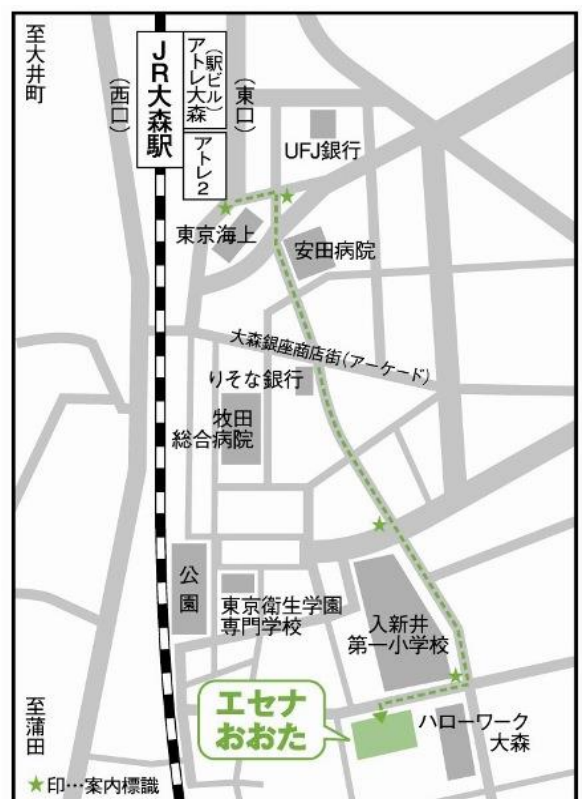 至大井町
（西口）
JR大森駅
アトレ大森
（駅ビル）
アトレ2
（東口）
UFJ銀行
東京海上
安田病院
大森銀座商店街（アーケード）
りそな銀行
牧田
総合病院
公園
東京衛生学園
専門学校
入新井
第一小学校
エセナ
おおた
ハローワーク
大森
至蒲田
★印…案内標識